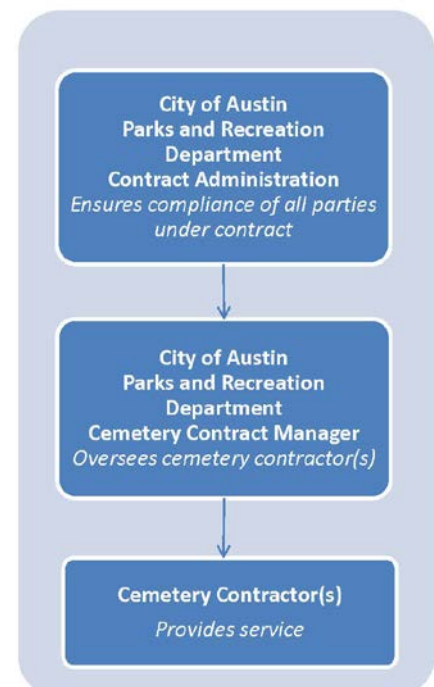 City of Austin
Parks and Recreation
Department
Contract Administration
Ensures compliance of all parties
under contract
City of Austin
Parks and Recreation
Department
Cemetery Contract Manager
Oversees cemetery contractor(s)
Cemetery Contractor(s)
Provides service